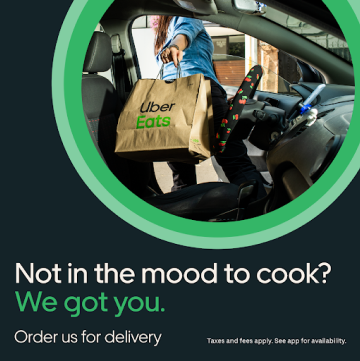 Uber
Eats
Not in the mood to cook?
We got you.
Order us for delivery
Taxes and fees apply. See app for availability.